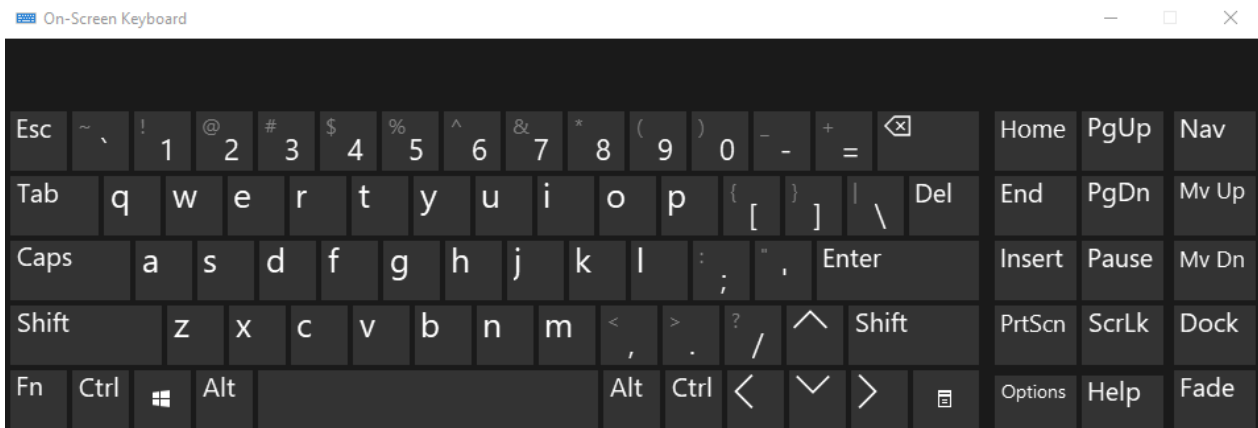 On-Screen Keyboard
Esc ~ ` ! 1 @ 2 # 3 $ 4 % 5 ^ 6 & 7 * 8 ( 9 ) 0 _ - + = Home PgUp Nav
Tab q w e r t y u i o p { [ } ] | \ Del End PgDn Mv Up
Caps a s d f g h j k l : ; " ' Enter Insert Pause Mv Dn
Shift z x c v b n m < , > . ? / Shift PrtScn ScrLk Dock
Fn Ctrl Alt Alt Ctrl Options Help Fade